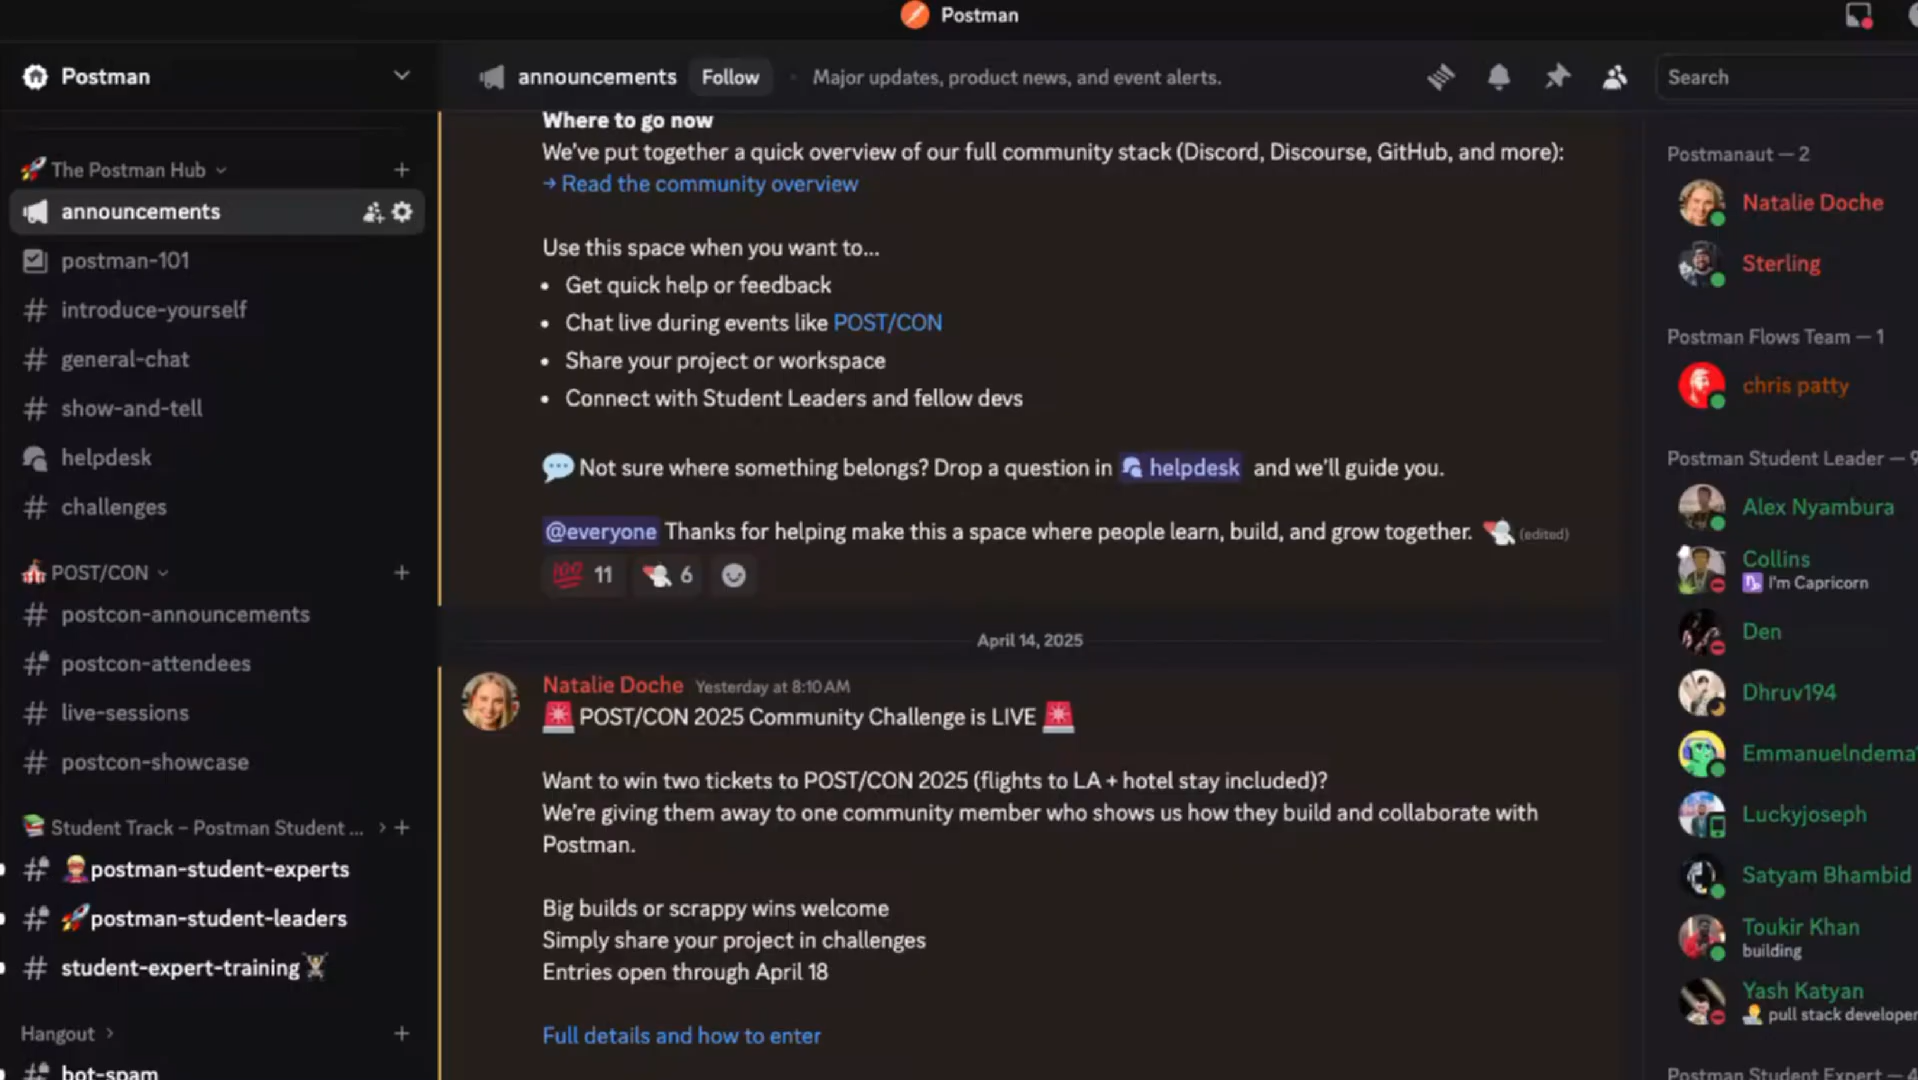 Postman
Postman
The Postman Hub
announcements
postman-101
introduce-yourself
general-chat
show-and-tell
helpdesk
challenges
POST/CON
postcon-announcements
postcon-attendees
live-sessions
postcon-showcase
Student Track – Postman Student ...
postman-student-experts
postman-student-leaders
student-expert-training
Hangout
bot-spam
announcements Follow Major updates, product news, and event alerts.
Search
Where to go now
We've put together a quick overview of our full community stack (Discord, Discourse, GitHub, and more):
→ Read the community overview
Use this space when you want to...
• Get quick help or feedback
• Chat live during events like POST/CON
• Share your project or workspace
• Connect with Student Leaders and fellow devs
Not sure where something belongs? Drop a question in helpdesk and we'll guide you.
@everyone Thanks for helping make this a space where people learn, build, and grow together. (edited)
💯 11 6
April 14, 2025
Natalie Doche Yesterday at 8:10 AM
🚨 POST/CON 2025 Community Challenge is LIVE 🚨
Want to win two tickets to POST/CON 2025 (flights to LA + hotel stay included)?
We're giving them away to one community member who shows us how they build and collaborate with
Postman.
Big builds or scrappy wins welcome
Simply share your project in challenges
Entries open through April 18
Full details and how to enter
Postmanaut — 2
Natalie Doche
Sterling
Postman Flows Team — 1
chris patty
Postman Student Leader — 9
Alex Nyambura
Collins
I'm Capricorn
Den
Dhruv194
Emmanuelndema
Luckyjoseph
Satyam Bhambid
Toukir Khan
building
Yash Katyan
pull stack developer
Postman Student Expert — 4